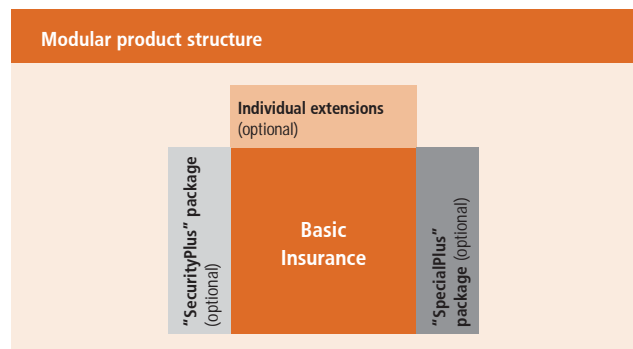 Modular product structure
Individual extensions
(optional)
“SecurityPlus” package
(optional)
Basic
Insurance
“SpecialPlus”
package (optional)